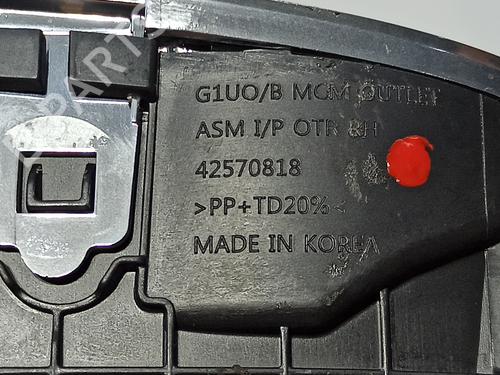 G1UO/B MCM OUTLET
ASM I/P OTR RH
42570818
>PP+TD20%<
MADE IN KOREA